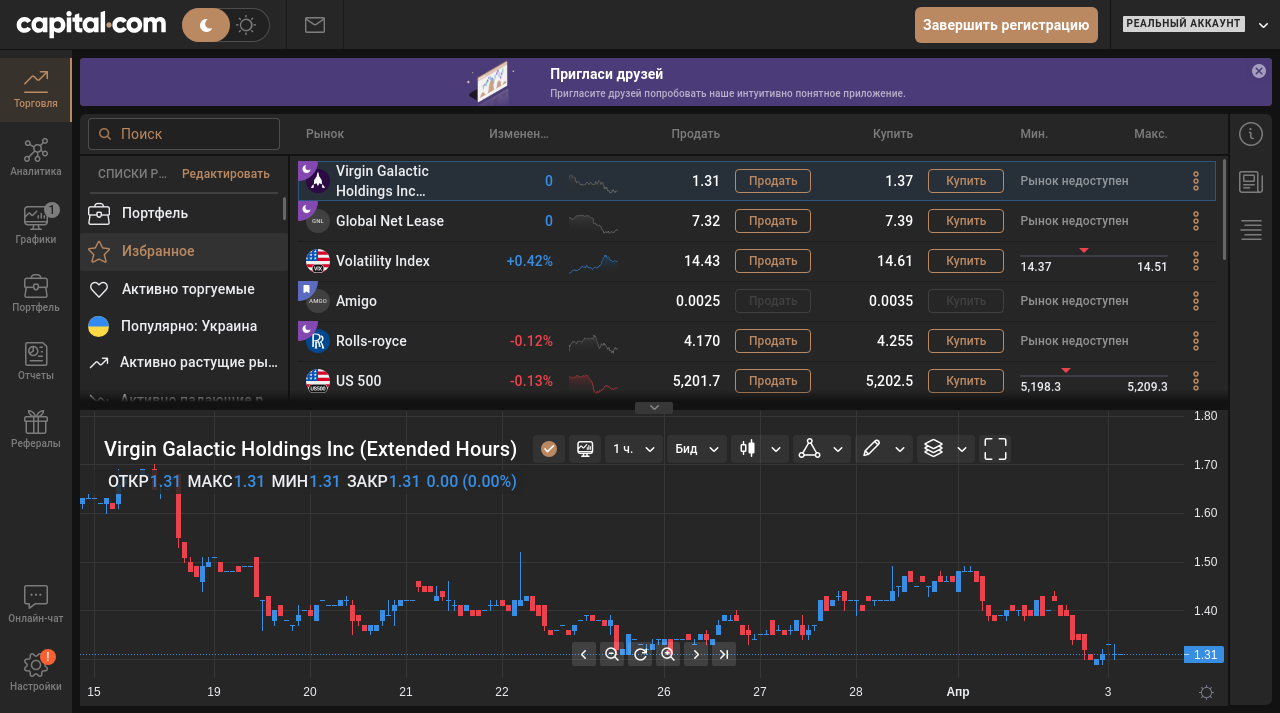 capital.com
Завершить регистрацию
РЕАЛЬНЫЙ АККАУНТ
Торговля
Аналитика
1
Графики
Портфель
Отчеты
Рефералы
Онлайн-чат
!
Настройки
Пригласи друзей
Пригласите друзей попробовать наше интуитивно понятное приложение.
Поиск
Рынок Изменен... Продать Купить Мин. Макс.
СПИСКИ Р... Редактировать
Портфель
Избранное
Активно торгуемые
Популярно: Украина
Активно растущие ры...
Virgin Galactic
Holdings Inc... 0 1.31 Продать 1.37 Купить Рынок недоступен
GNL Global Net Lease 0 7.32 Продать 7.39 Купить Рынок недоступен
VIX Volatility Index +0.42% 14.43 Продать 14.61 Купить 14.37 14.51
AMIGO Amigo 0.0025 Продать 0.0035 Купить Рынок недоступен
Rolls-royce -0.12% 4.170 Продать 4.255 Купить Рынок недоступен
US500 US 500 -0.13% 5,201.7 Продать 5,202.5 Купить 5,198.3 5,209.3
Virgin Galactic Holdings Inc (Extended Hours) 1 ч. Бид
ОТКР1.31 МАКС1.31 МИН1.31 ЗАКР1.31 0.00 (0.00%)
1.80
1.70
1.60
1.50
1.40
1.31
15 19 20 21 22 26 27 28 Апр 3